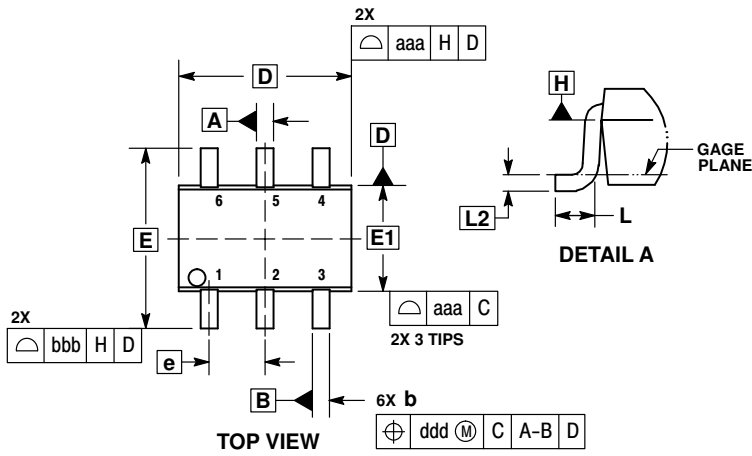 2X
aaa H D
D
A
D
6 5 4
E
E1
1 2 3
aaa C
2X 3 TIPS
2X
bbb H D
e
B
6X b
ddd Ⓜ C A-B D
TOP VIEW
H
GAGE
PLANE
L2
L
DETAIL A